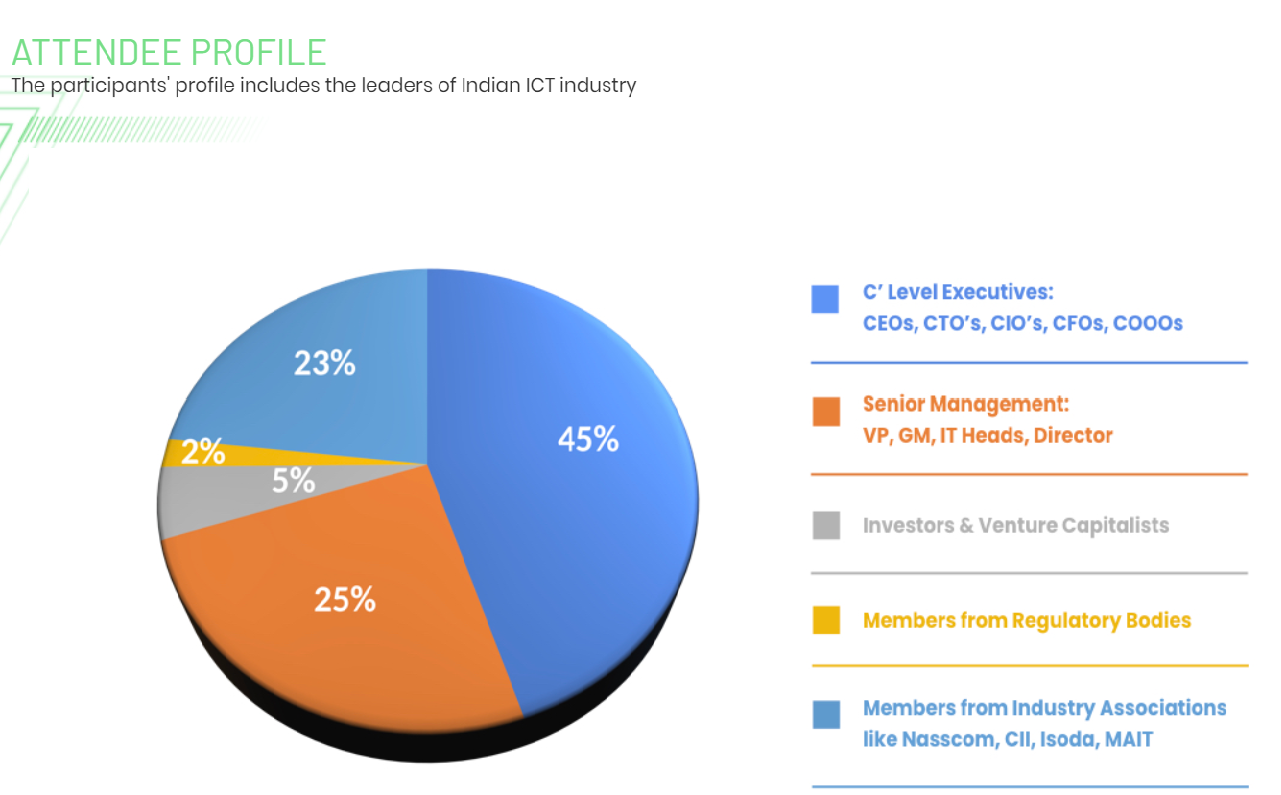 ATTENDEE PROFILE
The participants' profile includes the leaders of Indian ICT industry
23%
45%
2%
5%
25%
C’ Level Executives:
CEOs, CTO’s, CIO’s, CFOs, COOOs
Senior Management:
VP, GM, IT Heads, Director
Investors & Venture Capitalists
Members from Regulatory Bodies
Members from Industry Associations
like Nasscom, CII, Isoda, MAIT